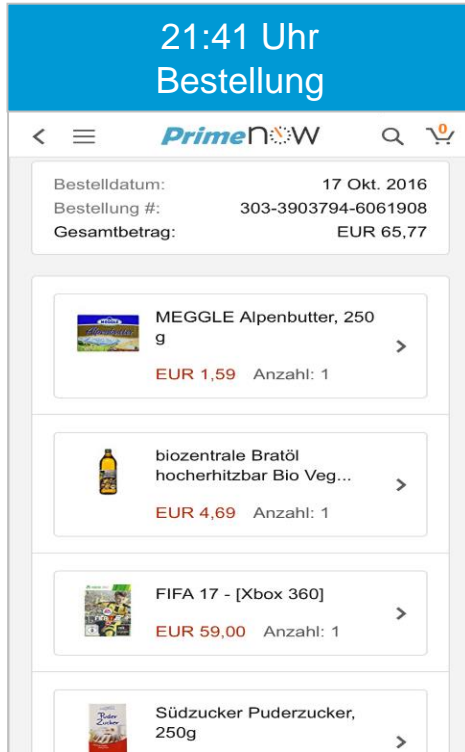 21:41 Uhr
Bestellung
PrimenOW
0
Bestelldatum: 17 Okt. 2016
Bestellung #: 303-3903794-6061908
Gesamtbetrag: EUR 65,77
MEGGLE Alpenbutter, 250
g
EUR 1,59 Anzahl: 1
biozentrale Bratöl
hocherhitzbar Bio Veg...
EUR 4,69 Anzahl: 1
FIFA 17 - [Xbox 360]
EUR 59,00 Anzahl: 1
Südzucker Puderzucker,
250g
Puder
Zucker